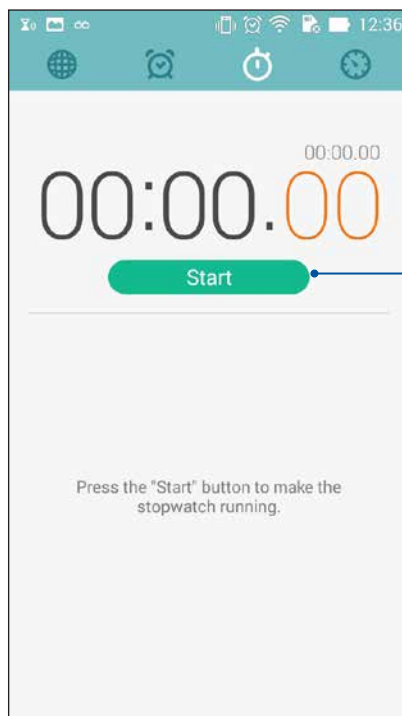 12:36
00:00.00
00:00.00
Start
Press the "Start" button to make the
stopwatch running.